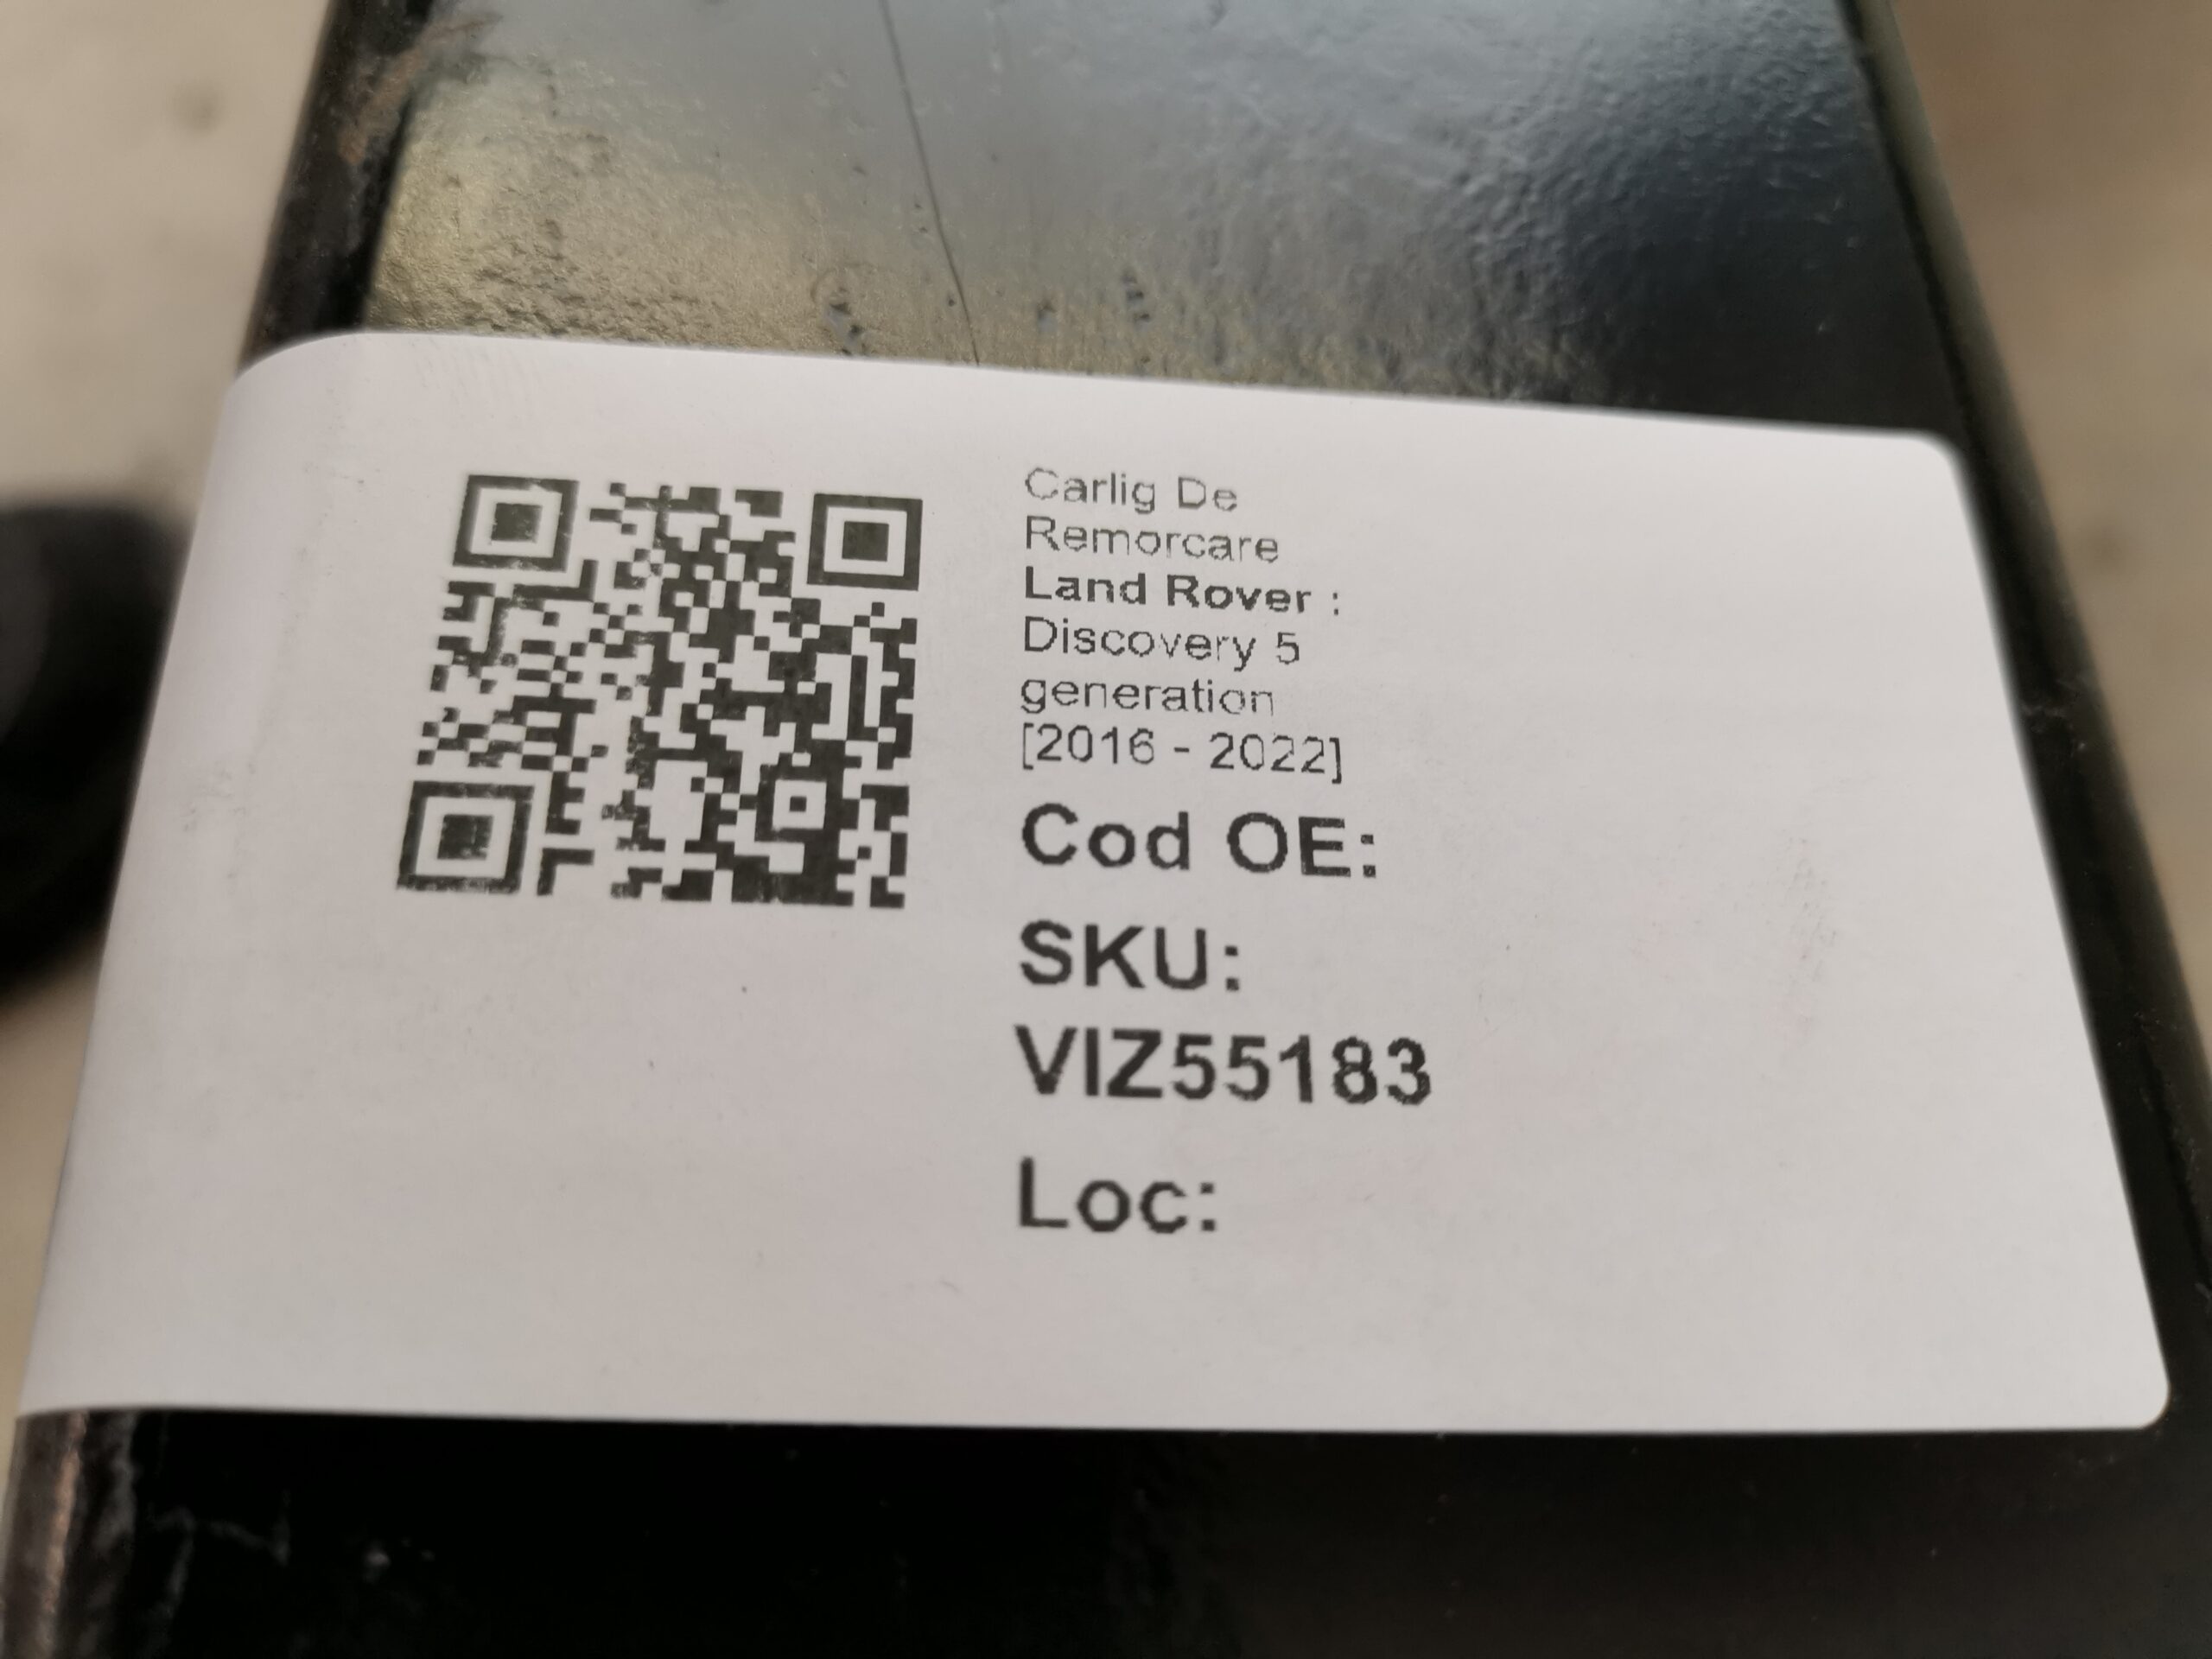 Carlig De
Remorcare
Land Rover :
Discovery 5
generation
[2016 - 2022]
Cod OE:
SKU:
VIZ55183
Loc: